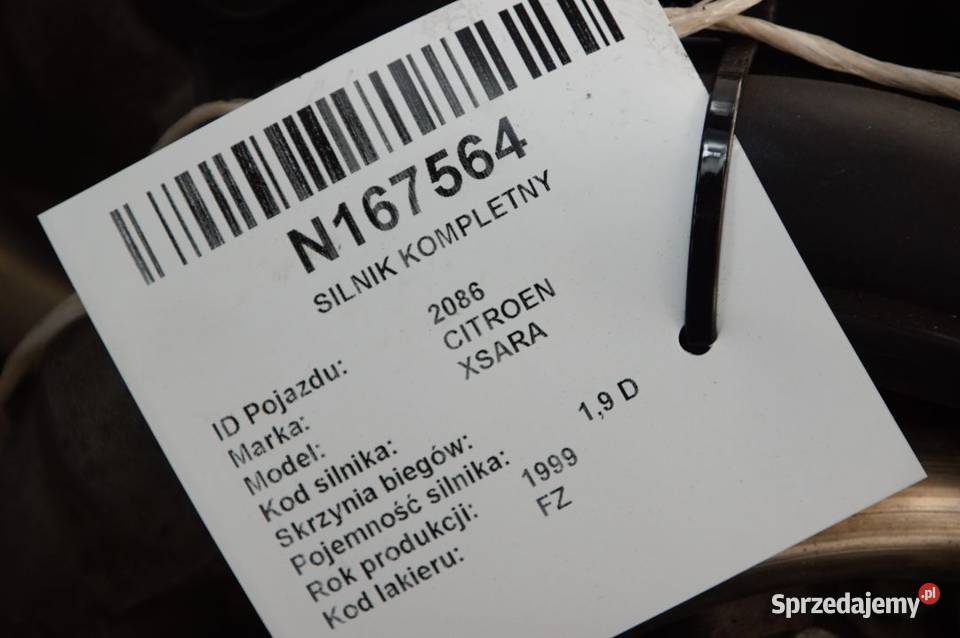 N167564
SILNIK KOMPLETNY
ID Pojazdu: 2086
Marka: CITROEN
Model: XSARA
Kod silnika:
Skrzynia biegów:
Pojemność silnika: 1,9 D
Rok produkcji: 1999
Kod lakieru: FZ
Sprzedajemy.pl